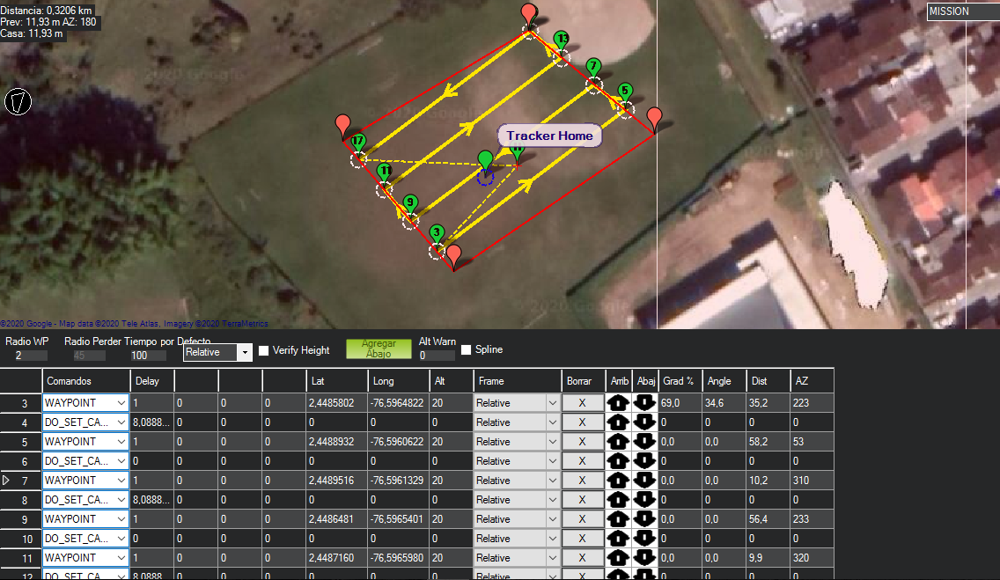 Distancia: 0,3206 km
Prev: 11,93 m AZ: 180
Casa: 11,93 m
MISSION
13
7
5
Tracker Home
17
11
9
3
©2020 Google - Map data ©2020 Tele Atlas, Imagery ©2020 TerraMetrics
Radio WP Radio Perder Tiempo por Defecto Alt Warn
2 45 100 Relative Verify Height Agregar Abajo 0 Spline
Comandos Delay Lat Long Alt Frame Borrar Arrib Abaj Grad % Angle Dist AZ
3 WAYPOINT 1 0 0 0 2,4485802 -76,5964822 20 Relative X 69,0 34,6 35,2 223
4 DO_SET_CA... 8,0888... 0 0 0 0 0 0 Relative X 0 0 0 0
5 WAYPOINT 1 0 0 0 2,4488932 -76,5960622 20 Relative X 0,0 0,0 58,2 53
6 DO_SET_CA... 0 0 0 0 0 0 0 Relative X 0 0 0 0
7 WAYPOINT 1 0 0 0 2,4489516 -76,5961329 20 Relative X 0,0 0,0 10,2 310
8 DO_SET_CA... 8,0888... 0 0 0 0 0 0 Relative X 0 0 0 0
9 WAYPOINT 1 0 0 0 2,4486481 -76,5965401 20 Relative X 0,0 0,0 56,4 233
10 DO_SET_CA... 0 0 0 0 0 0 0 Relative X 0 0 0 0
11 WAYPOINT 1 0 0 0 2,4487160 -76,5965980 20 Relative X 0,0 0,0 9,9 320
12 DO_SET_CA... 8,0888... 0 0 0 0 0 0 Relative X 0 0 0 0